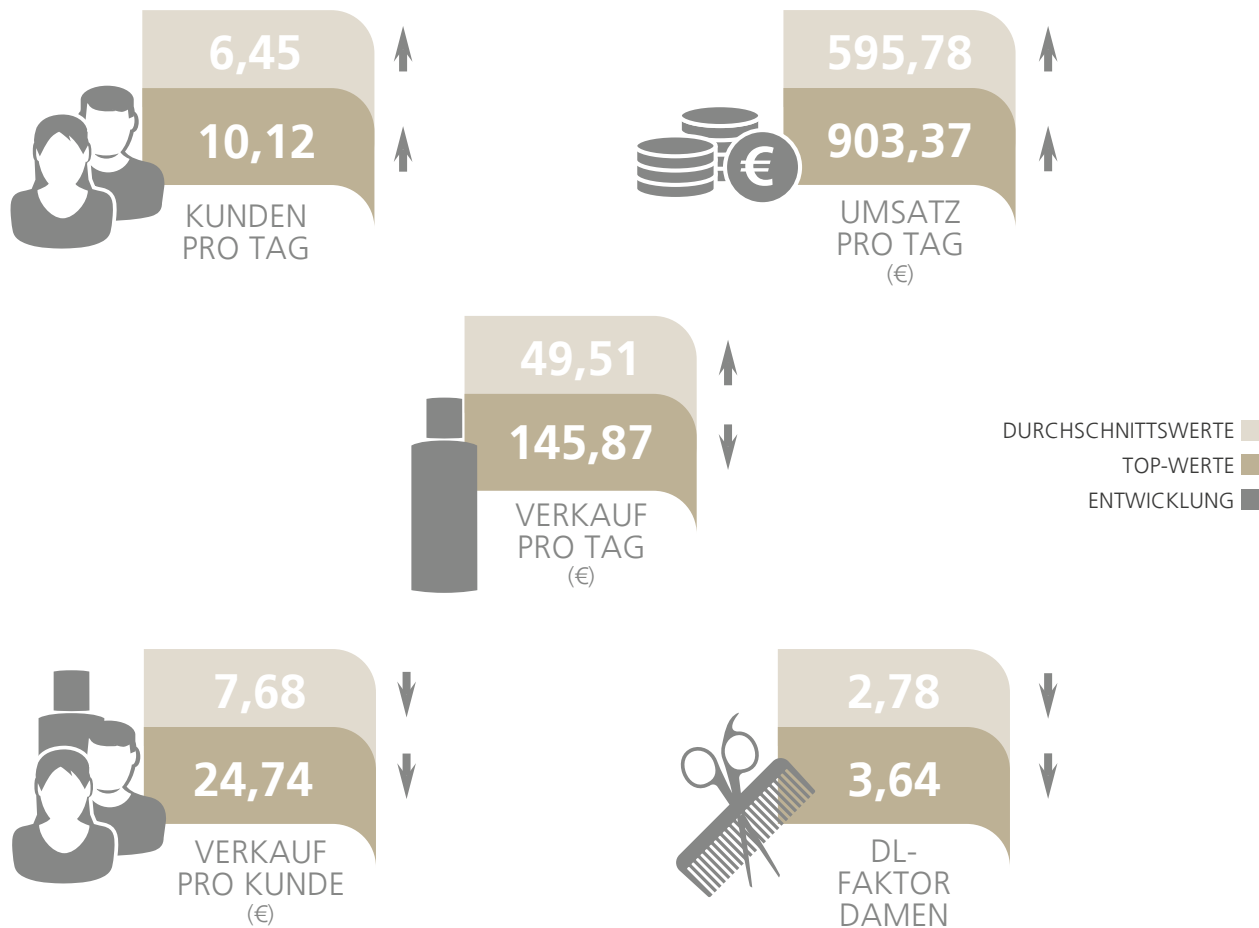 6,45
10,12
KUNDEN
PRO TAG
595,78
903,37
€
UMSATZ
PRO TAG
(€)
49,51
145,87
VERKAUF
PRO TAG
(€)
DURCHSCHNITTSWERTE
TOP-WERTE
ENTWICKLUNG
7,68
24,74
VERKAUF
PRO KUNDE
(€)
2,78
3,64
DL-
FAKTOR
DAMEN